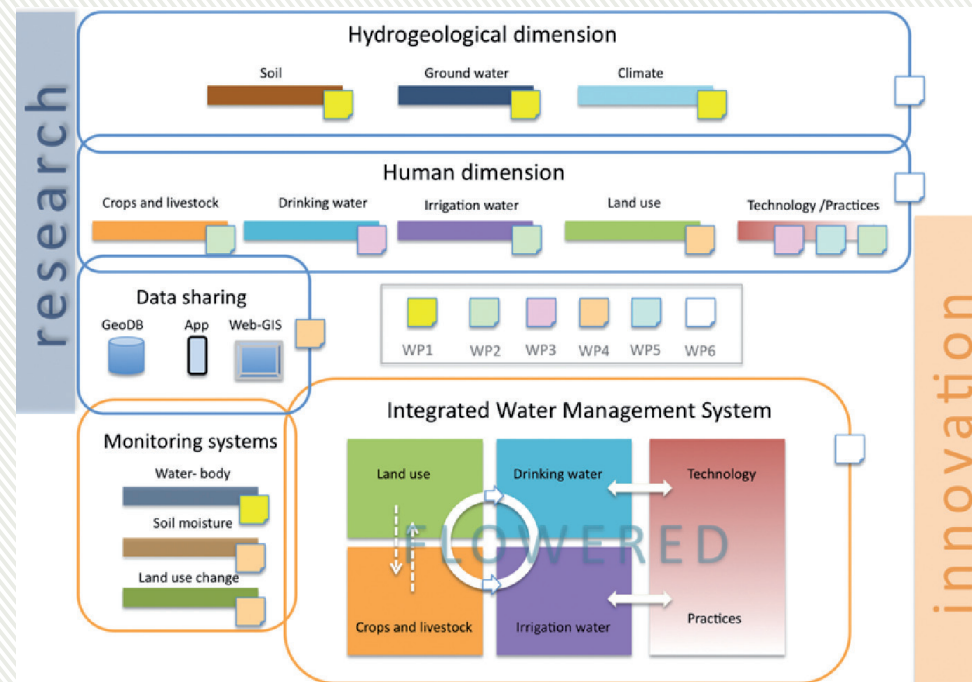 research
Hydrogeological dimension
Soil
Ground water
Climate
Human dimension
Crops and livestock
Drinking water
Irrigation water
Land use
Technology /Practices
Data sharing
GeoDB
App
Web-GIS
WP1
WP2
WP3
WP4
WP5
WP6
Monitoring systems
Water- body
Soil moisture
Land use change
Integrated Water Management System
Land use
Drinking water
Technology
FLOWERED
Crops and livestock
Irrigation water
Practices
innovation